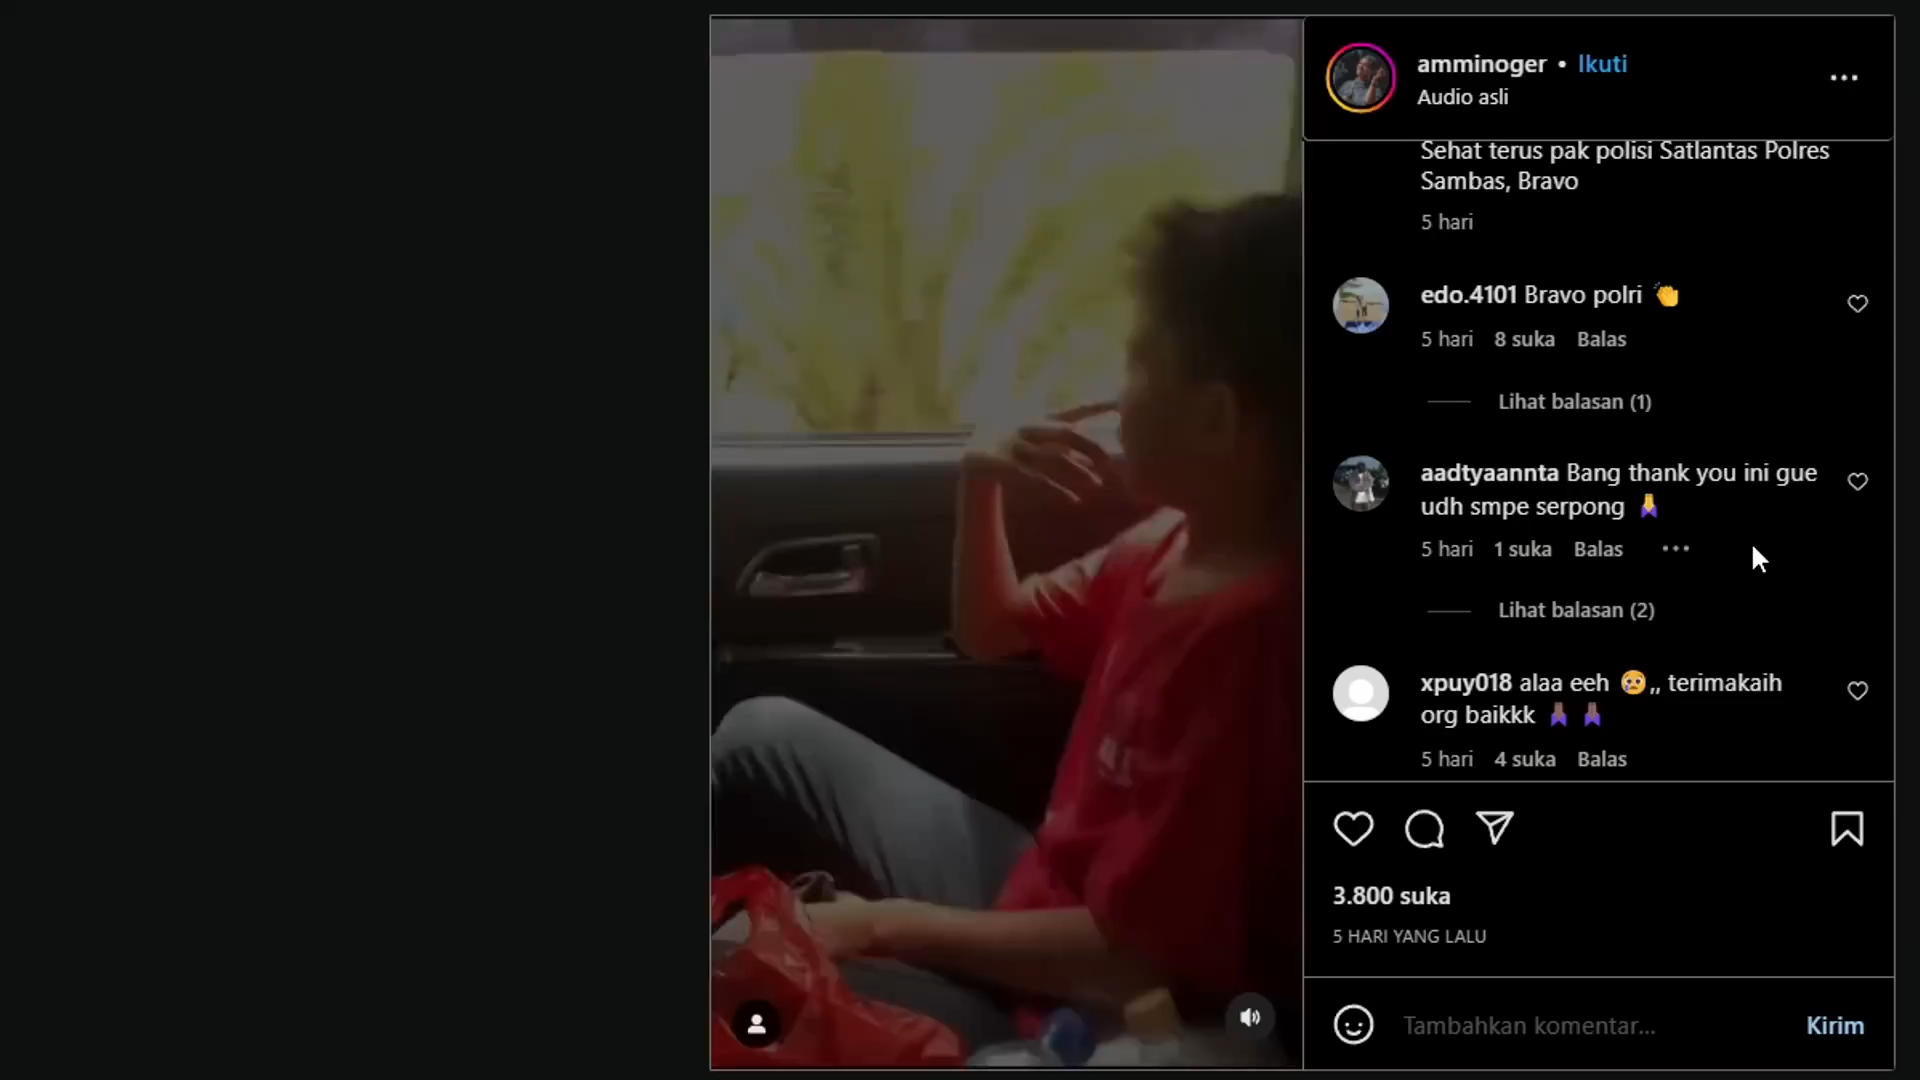 amminoger • Ikuti
Audio asli
Sehat terus pak polisi Satlantas Polres
Sambas, Bravo
5 hari
edo.4101 Bravo polri 👏
5 hari 8 suka Balas
Lihat balasan (1)
aadtyaannta Bang thank you ini gue
udh smpe serpong 🙏
5 hari 1 suka Balas
Lihat balasan (2)
xpuy018 alaa eeh 😢,, terimakaih
org baikkk 🙏🏾 🙏🏾
5 hari 4 suka Balas
3.800 suka
5 HARI YANG LALU
Tambahkan komentar... Kirim